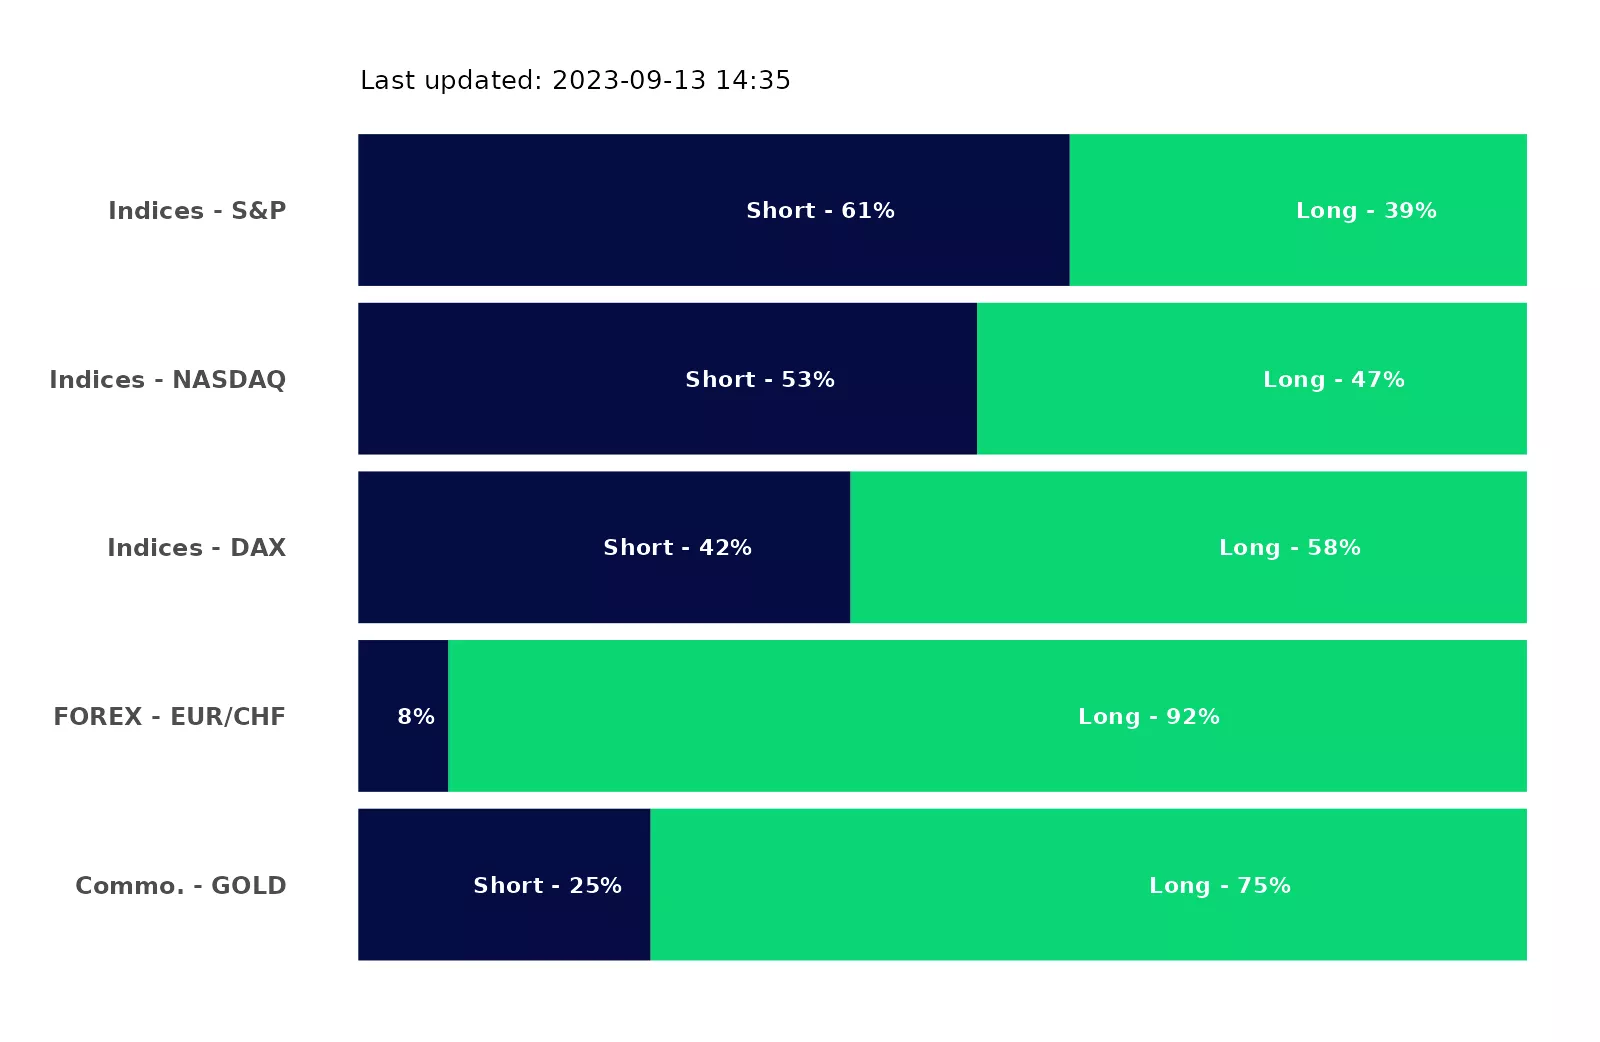 Last updated: 2023-09-13 14:35
Indices - S&P Short - 61% Long - 39%
Indices - NASDAQ Short - 53% Long - 47%
Indices - DAX Short - 42% Long - 58%
FOREX - EUR/CHF 8% Long - 92%
Commo. - GOLD Short - 25% Long - 75%